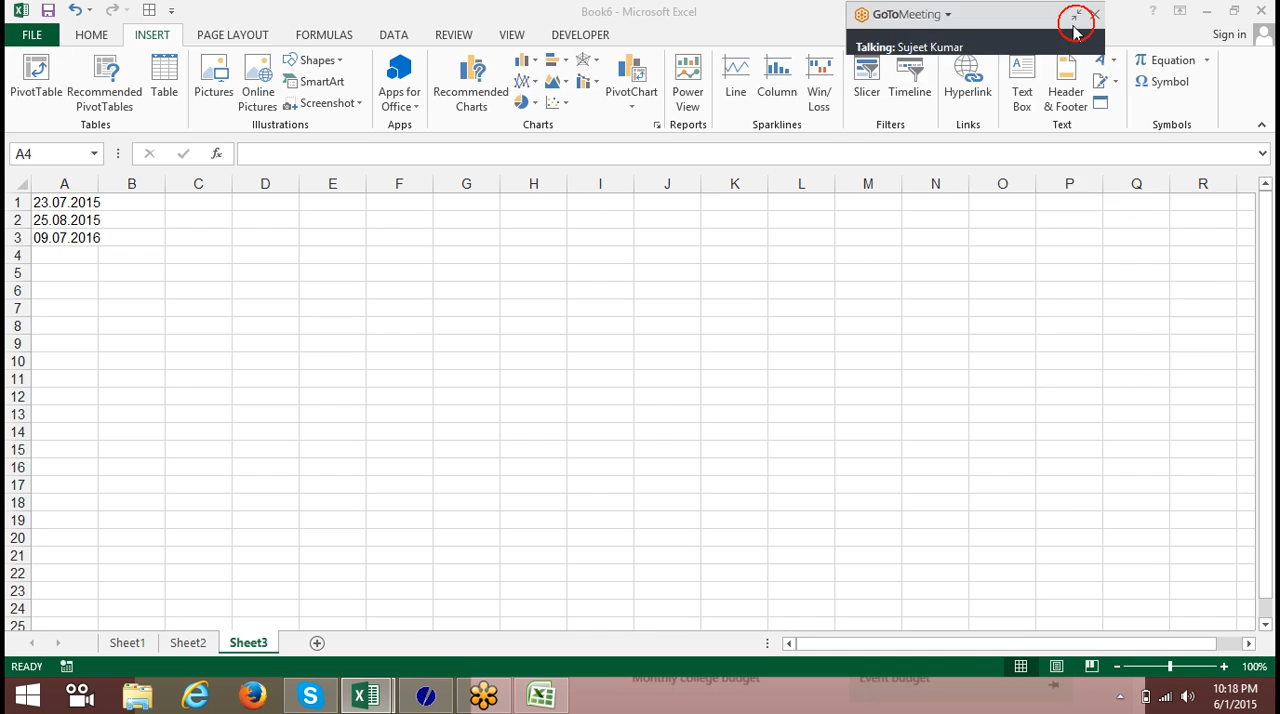 Book6 - Microsoft Excel
GoToMeeting
Talking: Sujeet Kumar
?
FILE HOME INSERT PAGE LAYOUT FORMULAS DATA REVIEW VIEW DEVELOPER
Sign in
PivotTable
Recommended PivotTables
Table
Tables
Pictures
Online Pictures
Shapes
SmartArt
Screenshot
Illustrations
Apps for Office
Apps
Recommended Charts
PivotChart
Charts
Power View
Reports
Line
Column
Win/Loss
Sparklines
Slicer
Timeline
Filters
Hyperlink
Links
Text Box
Header & Footer
Text
π Equation
Ω Symbol
Symbols
A4
fx
A B C D E F G H I J K L M N O P Q R
1 23.07.2015
2 25.08.2015
3 09.07.2016
4
5
6
7
8
9
10
11
12
13
14
15
16
17
18
19
20
21
22
23
24
25
Sheet1 Sheet2 Sheet3
READY
100%
Monthly college budget
Event budget
10:18 PM
6/1/2015